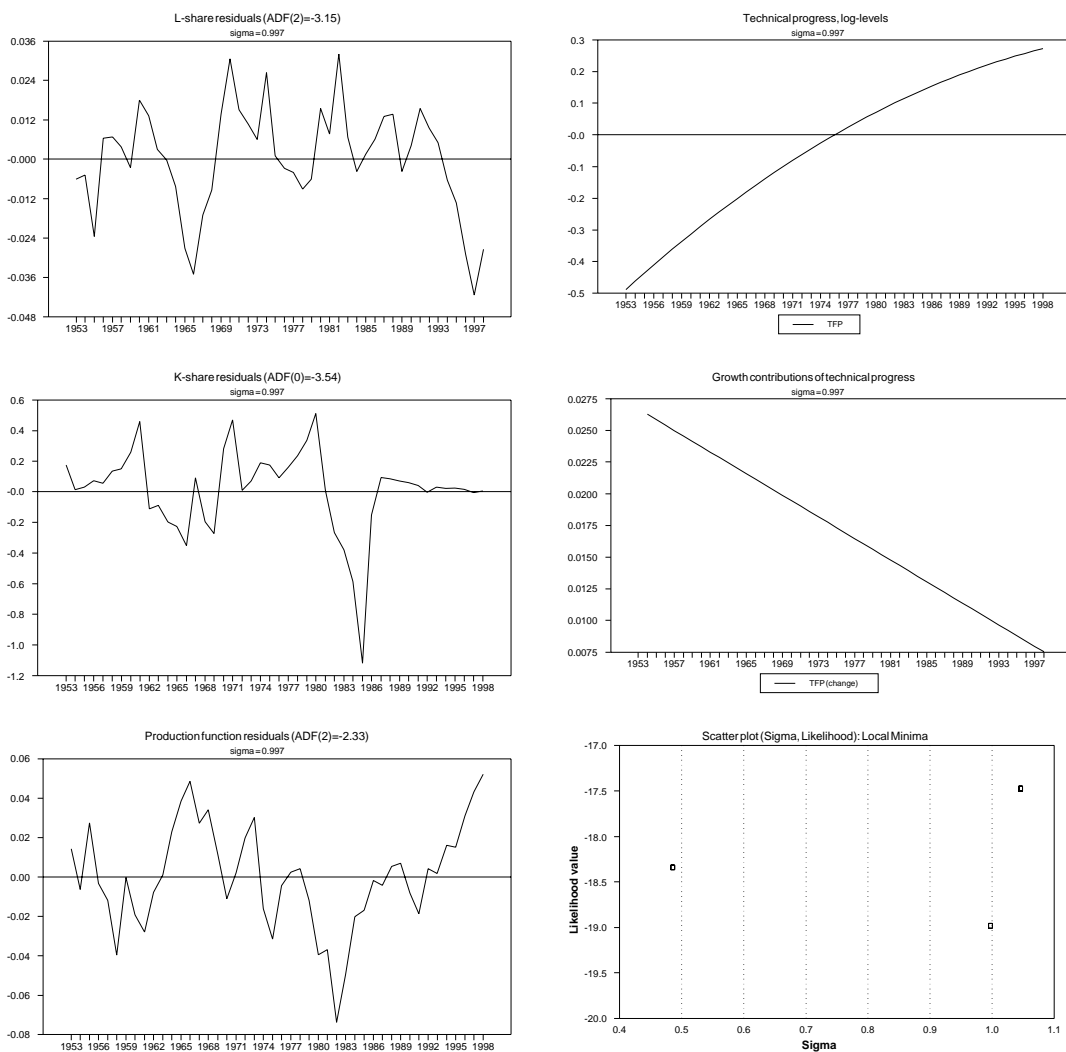 L-share residuals (ADF(2)=-3.15)
sigma=0.997
0.036
0.024
0.012
-0.000
-0.012
-0.024
-0.036
-0.048
1953 1957 1961 1965 1969 1973 1977 1981 1985 1989 1993 1997
Technical progress, log-levels
sigma=0.997
0.3
0.2
0.1
-0.0
-0.1
-0.2
-0.3
-0.4
-0.5
1953 1956 1959 1962 1965 1968 1971 1974 1977 1980 1983 1986 1989 1992 1995 1998
TFP
K-share residuals (ADF(0)=-3.54)
sigma=0.997
0.6
0.4
0.2
-0.0
-0.2
-0.4
-0.6
-0.8
-1.0
-1.2
1953 1956 1959 1962 1965 1968 1971 1974 1977 1980 1983 1986 1989 1992 1995 1998
Growth contributions of technical progress
sigma=0.997
0.0275
0.0250
0.0225
0.0200
0.0175
0.0150
0.0125
0.0100
0.0075
1953 1957 1961 1965 1969 1973 1977 1981 1985 1989 1993 1997
TFP (change)
Production function residuals (ADF(2)=-2.33)
sigma=0.997
0.06
0.04
0.02
0.00
-0.02
-0.04
-0.06
-0.08
1953 1956 1959 1962 1965 1968 1971 1974 1977 1980 1983 1986 1989 1992 1995 1998
Scatter plot (Sigma, Likelihood): Local Minima
Likelihood value
-17.0
-17.5
-18.0
-18.5
-19.0
-19.5
-20.0
0.4 0.5 0.6 0.7 0.8 0.9 1.0 1.1
Sigma